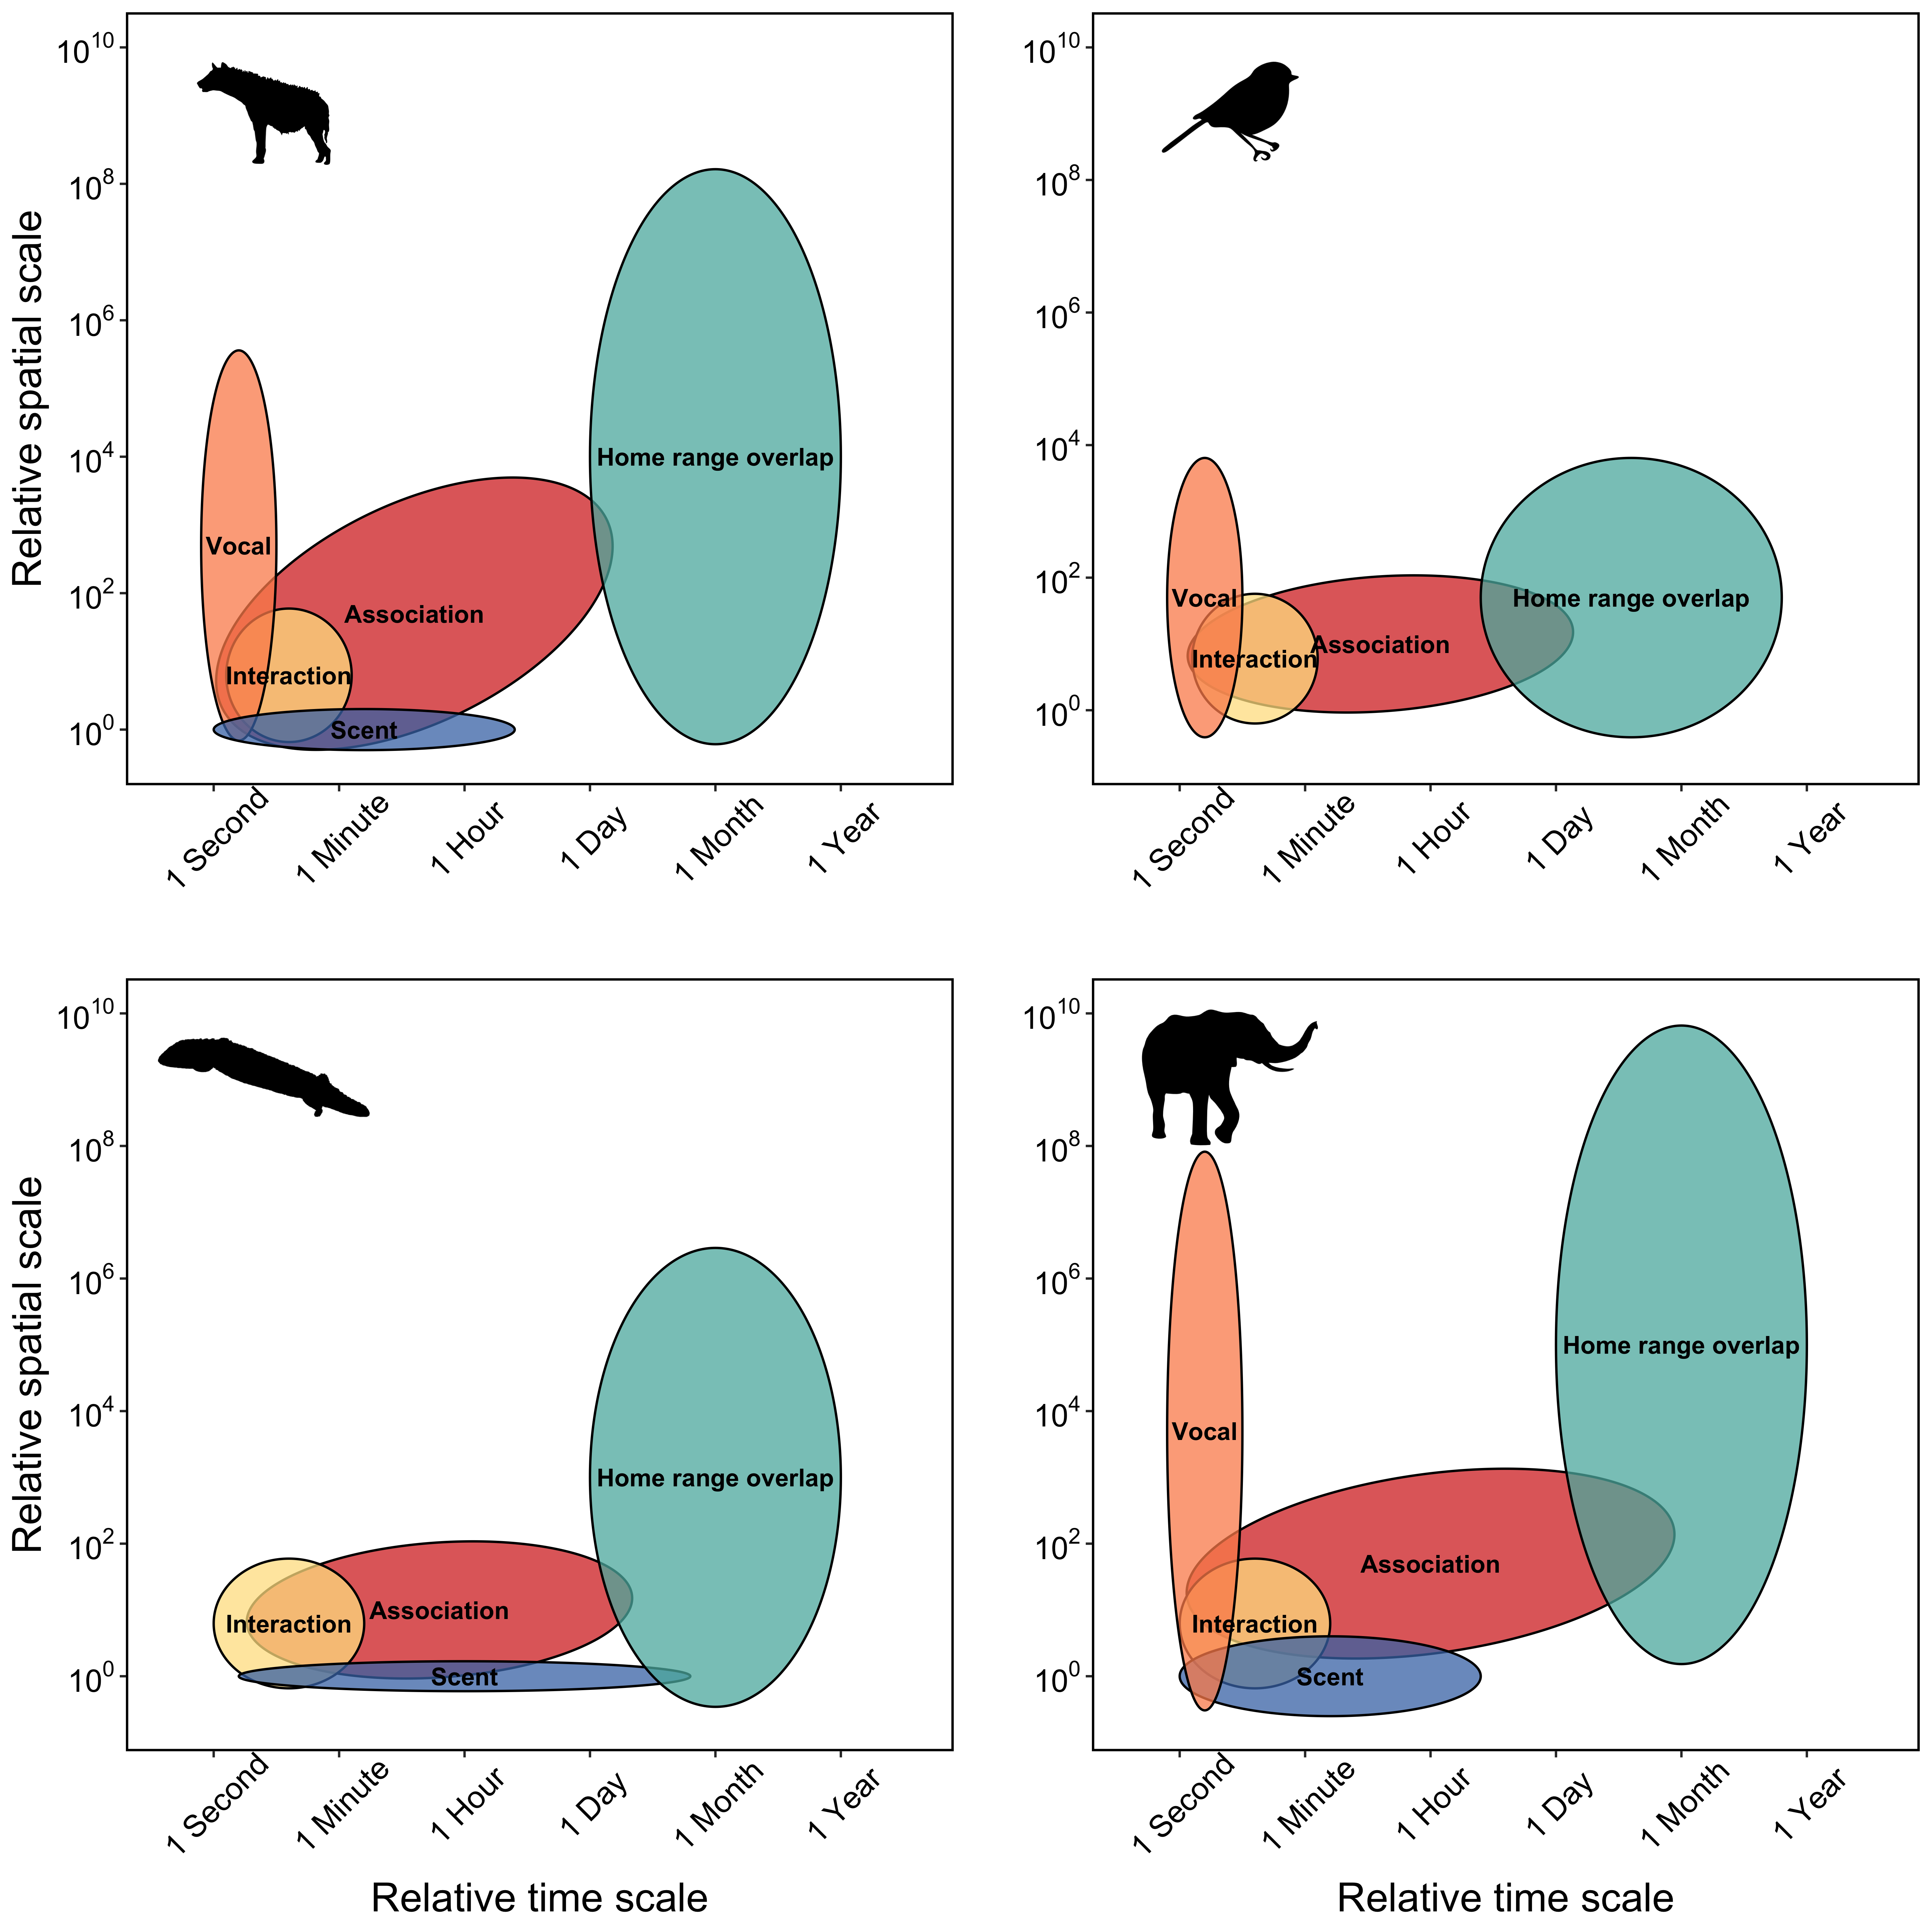 Relative spatial scale
10^10
10^8
10^6
10^4
10^2
10^0
Vocal
Interaction
Association
Scent
Home range overlap
1 Second
1 Minute
1 Hour
1 Day
1 Month
1 Year
10^10
10^8
10^6
10^4
10^2
10^0
Vocal
Interaction
Association
Home range overlap
1 Second
1 Minute
1 Hour
1 Day
1 Month
1 Year
Relative spatial scale
10^10
10^8
10^6
10^4
10^2
10^0
Interaction
Association
Scent
Home range overlap
1 Second
1 Minute
1 Hour
1 Day
1 Month
1 Year
Relative time scale
10^10
10^8
10^6
10^4
10^2
10^0
Vocal
Interaction
Association
Scent
Home range overlap
1 Second
1 Minute
1 Hour
1 Day
1 Month
1 Year
Relative time scale